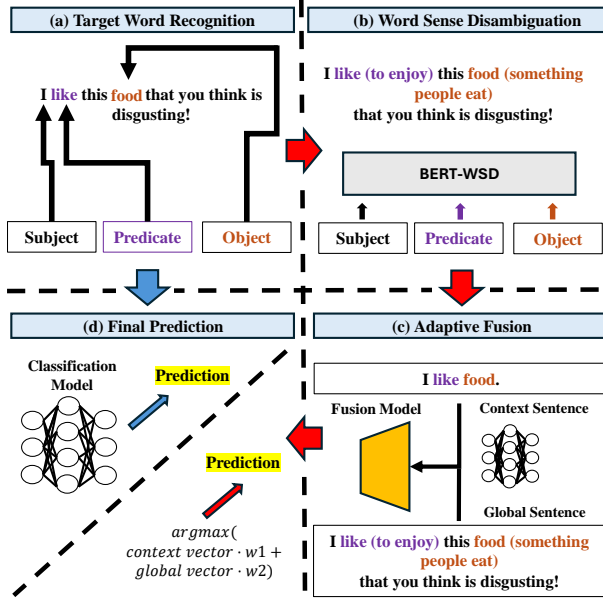 (a) Target Word Recognition
I like this food that you think is
disgusting!
Subject
Predicate
Object
(b) Word Sense Disambiguation
I like (to enjoy) this food (something
people eat)
that you think is disgusting!
BERT-WSD
Subject
Predicate
Object
(c) Adaptive Fusion
I like food.
Fusion Model
Context Sentence
Global Sentence
I like (to enjoy) this food (something
people eat)
that you think is disgusting!
(d) Final Prediction
Classification
Model
Prediction
Prediction
argmax(
context vector · w1 +
global vector · w2)